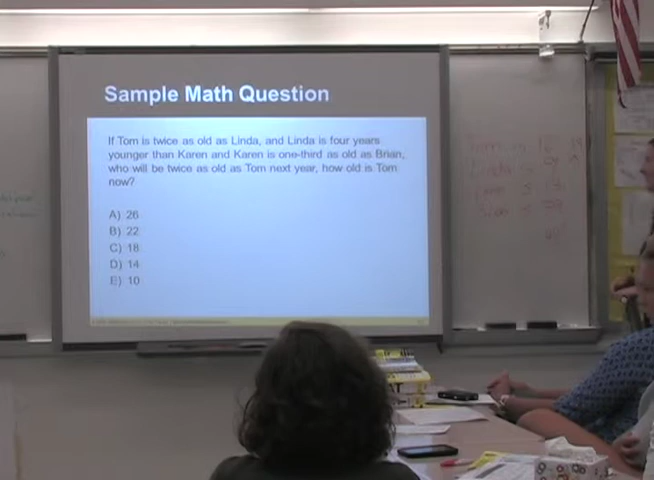 Sample Math Question
If Tom is twice as old as Linda, and Linda is four years
younger than Karen and Karen is one-third as old as Brian,
who will be twice as old as Tom next year, how old is Tom
now?
A) 26
B) 22
C) 18
D) 14
E) 10